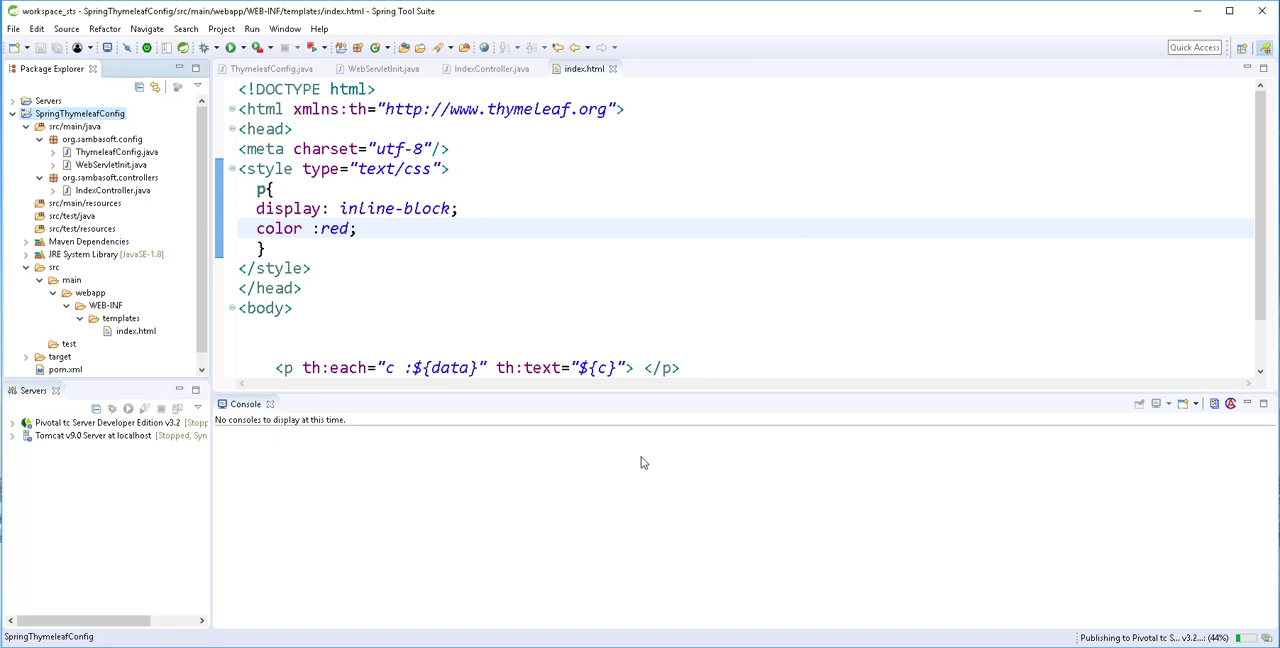 workspace_sts - SpringThymeleafConfig/src/main/webapp/WEB-INF/templates/index.html - Spring Tool Suite
File Edit Source Refactor Navigate Search Project Run Window Help
Quick Access
Package Explorer
ThymeleafConfig.java WebServletInit.java IndexController.java index.html
Servers
SpringThymeleafConfig
src/main/java
org.sambasoft.config
ThymeleafConfig.java
WebServletInit.java
org.sambasoft.controllers
IndexController.java
src/main/resources
src/test/java
src/test/resources
Maven Dependencies
JRE System Library [JavaSE-1.8]
src
main
webapp
WEB-INF
templates
index.html
test
target
pom.xml
<!DOCTYPE html>
<html xmlns:th="http://www.thymeleaf.org">
<head>
<meta charset="utf-8"/>
<style type="text/css">
p{
display: inline-block;
color :red;
}
</style>
</head>
<body>
<p th:each="c :${data}" th:text="${c}"> </p>
Servers
Pivotal tc Server Developer Edition v3.2 [Stopp
Tomcat v9.0 Server at localhost [Stopped, Syn
Console
No consoles to display at this time.
SpringThymeleafConfig
Publishing to Pivotal tc S... v3.2...: (44%)